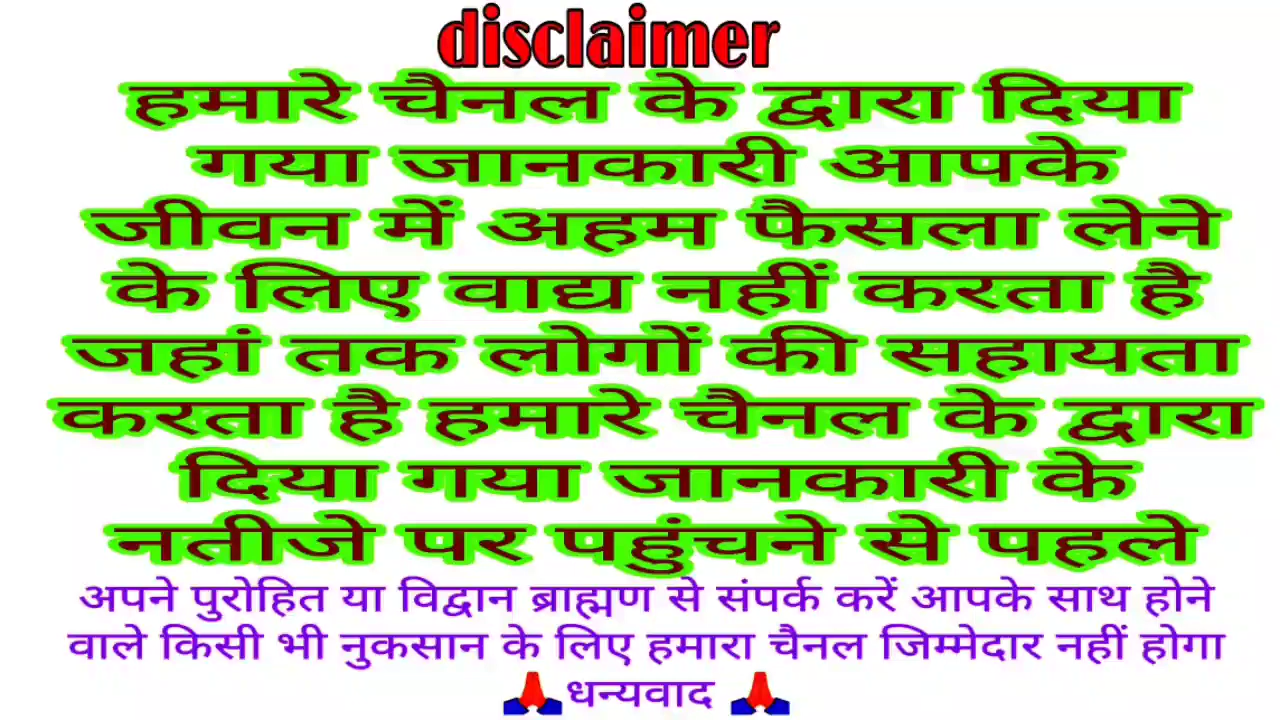 disclaimer
हमारे चैनल के द्वारा दिया
गया जानकारी आपके
जीवन में अहम फैसला लेने
के लिए वाद्य नहीं करता है
जहां तक लोगों की सहायता
करता है हमारे चैनल के द्वारा
दिया गया जानकारी के
नतीजे पर पहुंचने से पहले
अपने पुरोहित या विद्वान ब्राह्मण से संपर्क करें आपके साथ होने
वाले किसी भी नुकसान के लिए हमारा चैनल जिम्मेदार नहीं होगा
🙏धन्यवाद 🙏